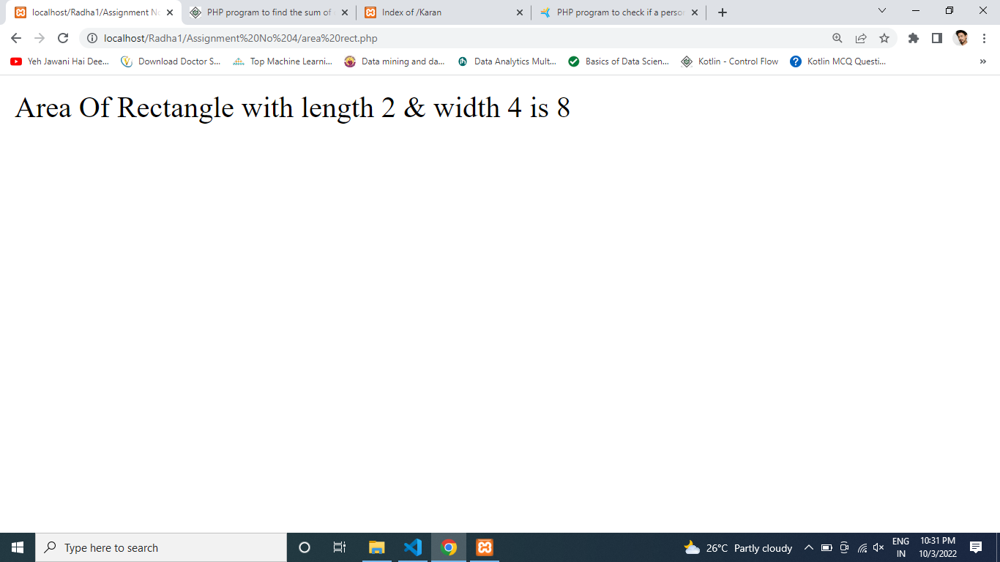 localhost/Radha1/Assignment No
PHP program to find the sum of
Index of /Karan
PHP program to check if a person
localhost/Radha1/Assignment%20No%204/area%20rect.php
Yeh Jawani Hai Dee...
Download Doctor S...
Top Machine Learni...
Data mining and da...
Data Analytics Mult...
Basics of Data Scien...
Kotlin - Control Flow
Kotlin MCQ Questi...
»
Area Of Rectangle with length 2 & width 4 is 8
Type here to search
26°C Partly cloudy
ENG
IN
10:31 PM
10/3/2022